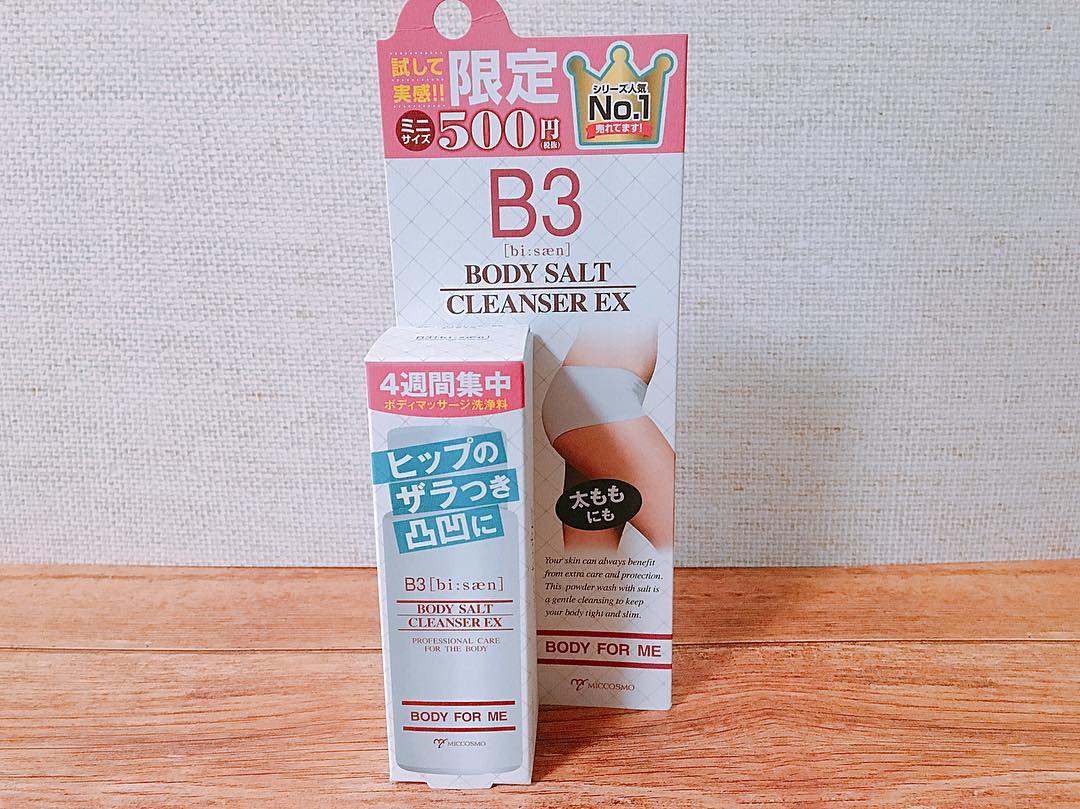 試して
実感!!
限定
ミニ
サイズ
500円
(税抜)
シリーズ人気
No.1
売れてます!
B3
[bi:sæn]
BODY SALT
CLEANSER EX
太ももにも
Your skin can always benefit
from extra care and protection.
This powder wash with salt is
a gentle cleansing to keep
your body tight and slim.
BODY FOR ME
MICCOSMO
B3[bi:sæn]
4週間集中
ボディマッサージ洗浄料
ヒップの
ザラつき
凸凹に
B3[bi:sæn]
BODY SALT
CLEANSER EX
PROFESSIONAL CARE
FOR THE BODY
BODY FOR ME
MICCOSMO